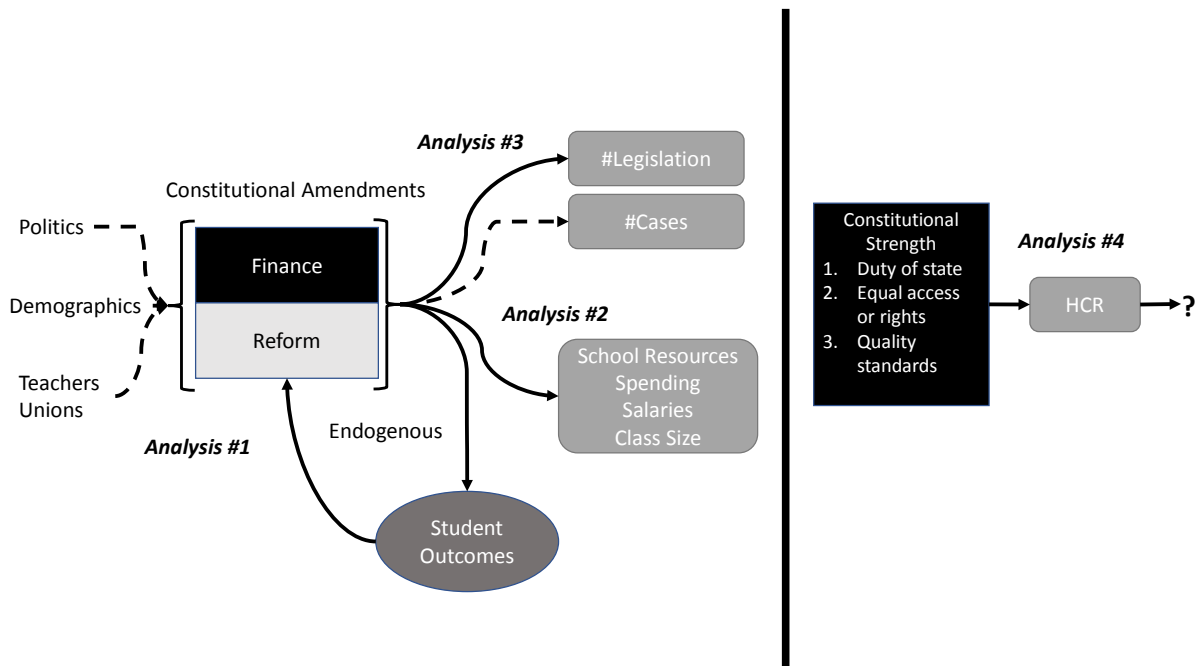 Analysis #3
#Legislation
Constitutional Amendments
#Cases
Politics
Finance
Demographics
Analysis #2
Reform
Teachers
Unions
School Resources
Spending
Salaries
Class Size
Endogenous
Analysis #1
Student
Outcomes
Constitutional
Strength
1. Duty of state
2. Equal access
or rights
3. Quality
standards
Analysis #4
HCR
?